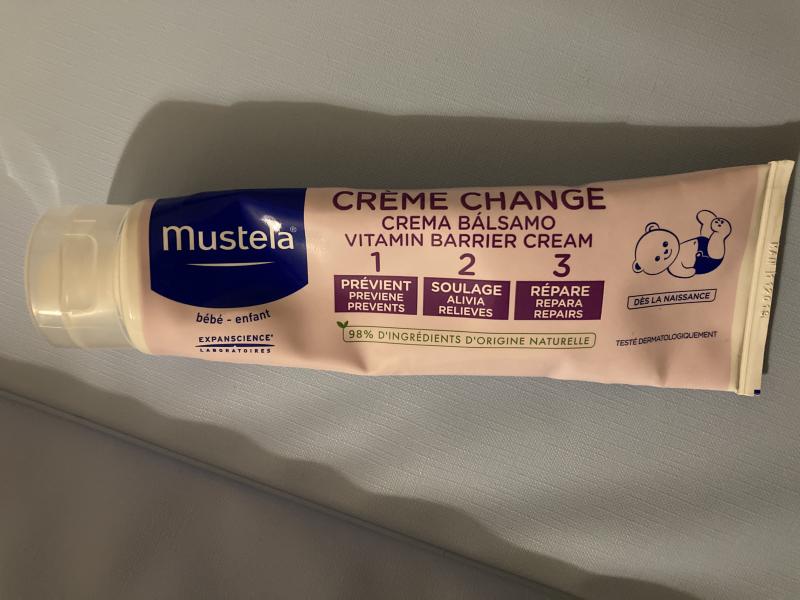 Mustela®
bébé - enfant
EXPANSCIENCE®
LABORATOIRES
CRÈME CHANGE
CREMA BÁLSAMO
VITAMIN BARRIER CREAM
1
PRÉVIENT
PREVIENE
PREVENTS
2
SOULAGE
ALIVIA
RELIEVES
3
RÉPARE
REPARA
REPAIRS
98% D'INGRÉDIENTS D'ORIGINE NATURELLE
DÈS LA NAISSANCE
TESTÉ DERMATOLOGIQUEMENT